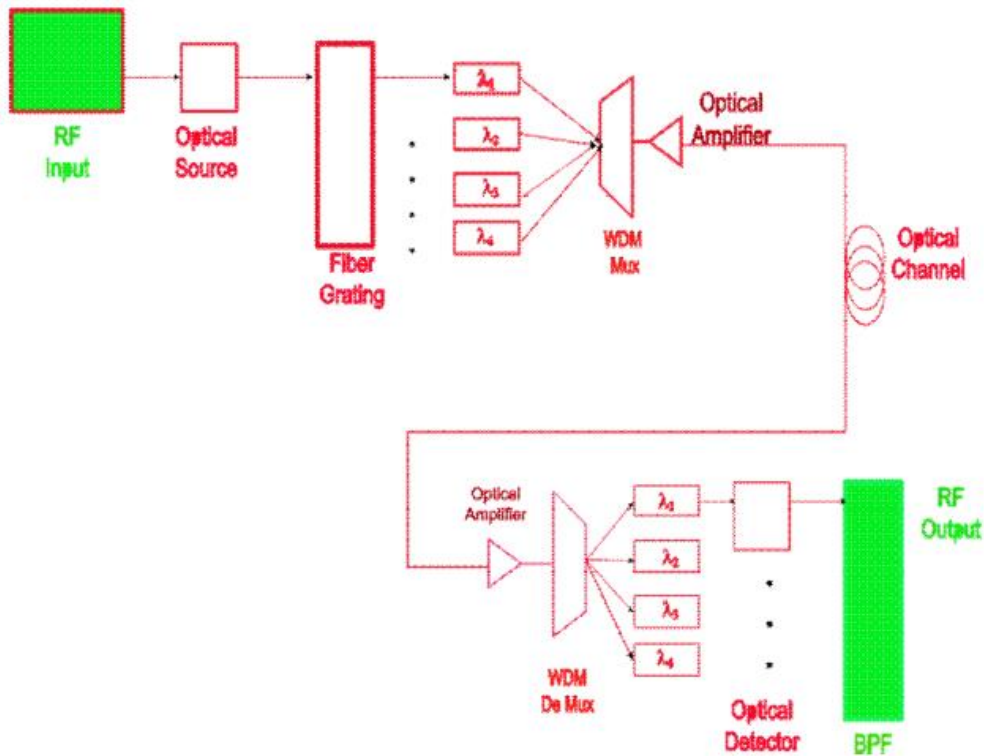 RF
Input
Optical
Source
Fiber
Grating
λ₁
λ₂
λ₃
λ₄
WDM
Mux
Optical
Amplifier
Optical
Channel
Optical
Amplifier
WDM
De Mux
λ₁
λ₂
λ₃
λ₄
Optical
Detector
RF
Output
BPF